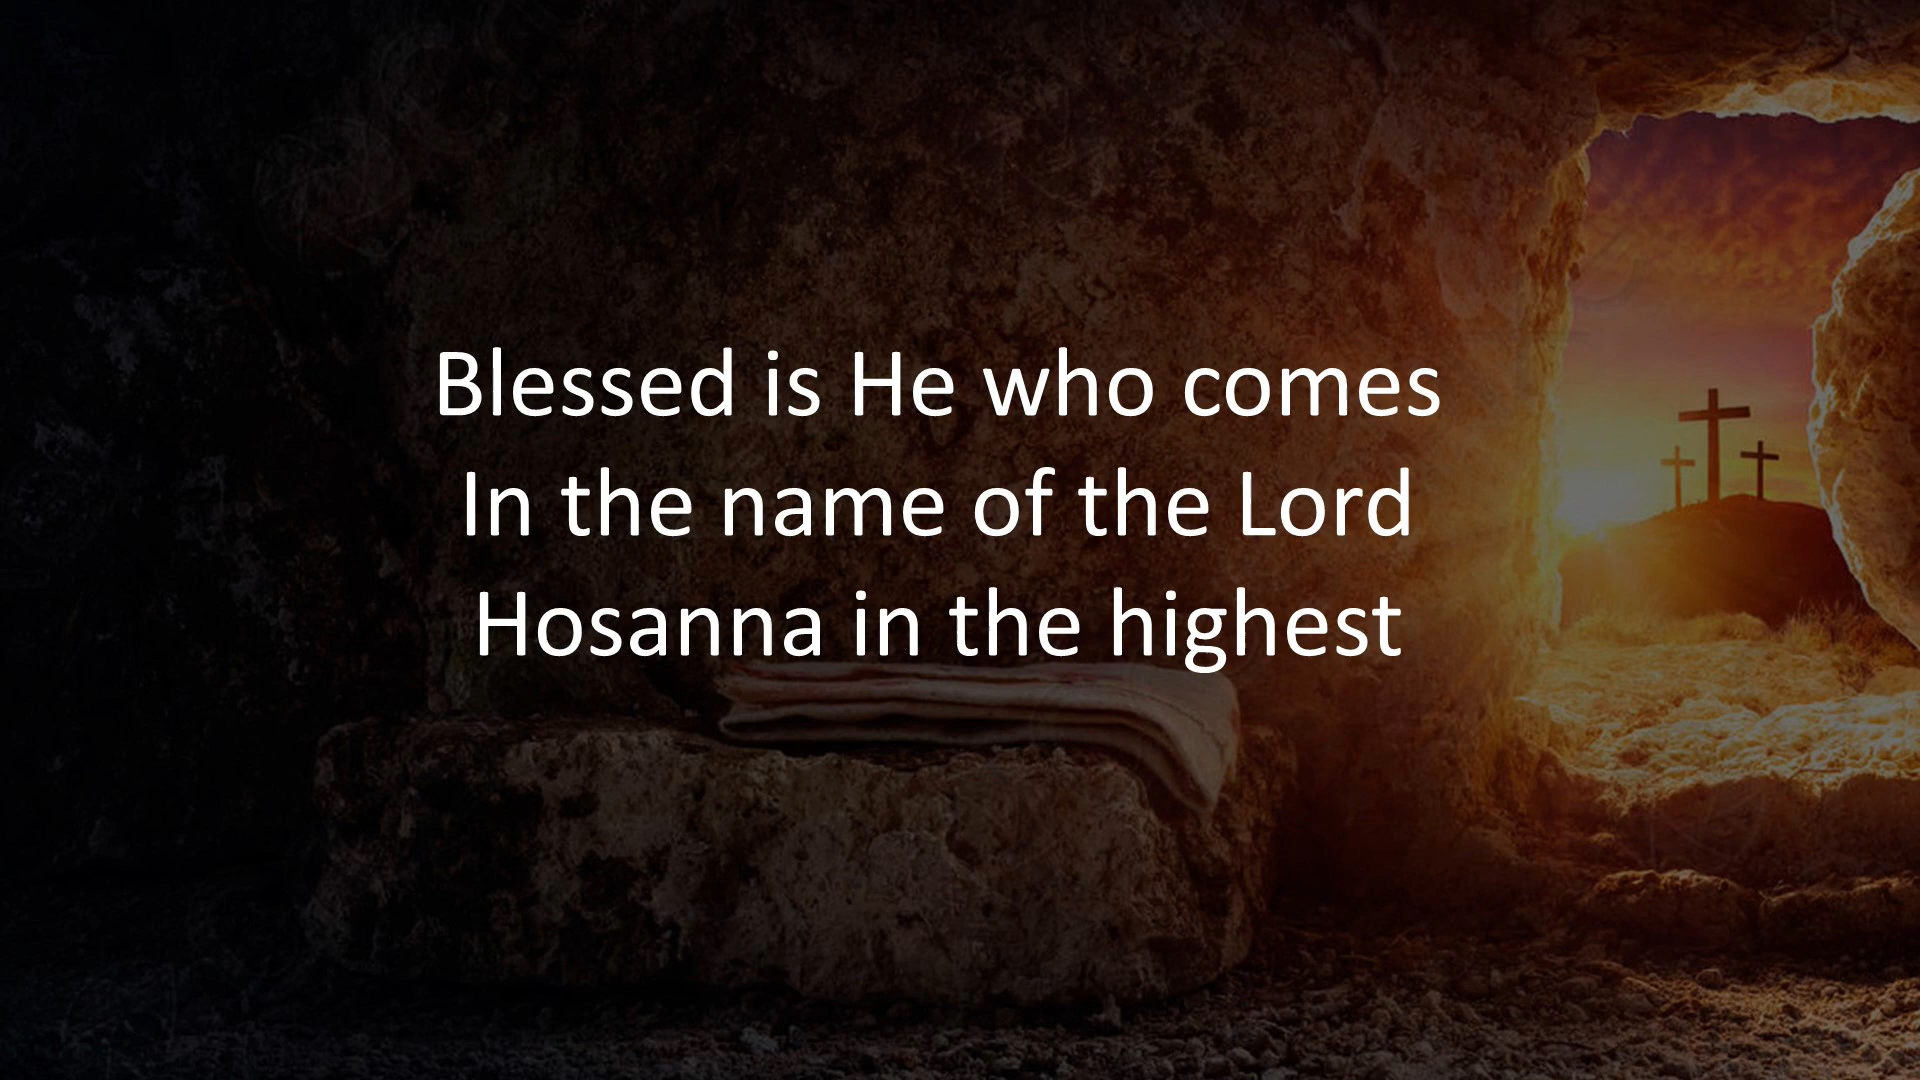 Blessed is He who comes
In the name of the Lord
Hosanna in the highest